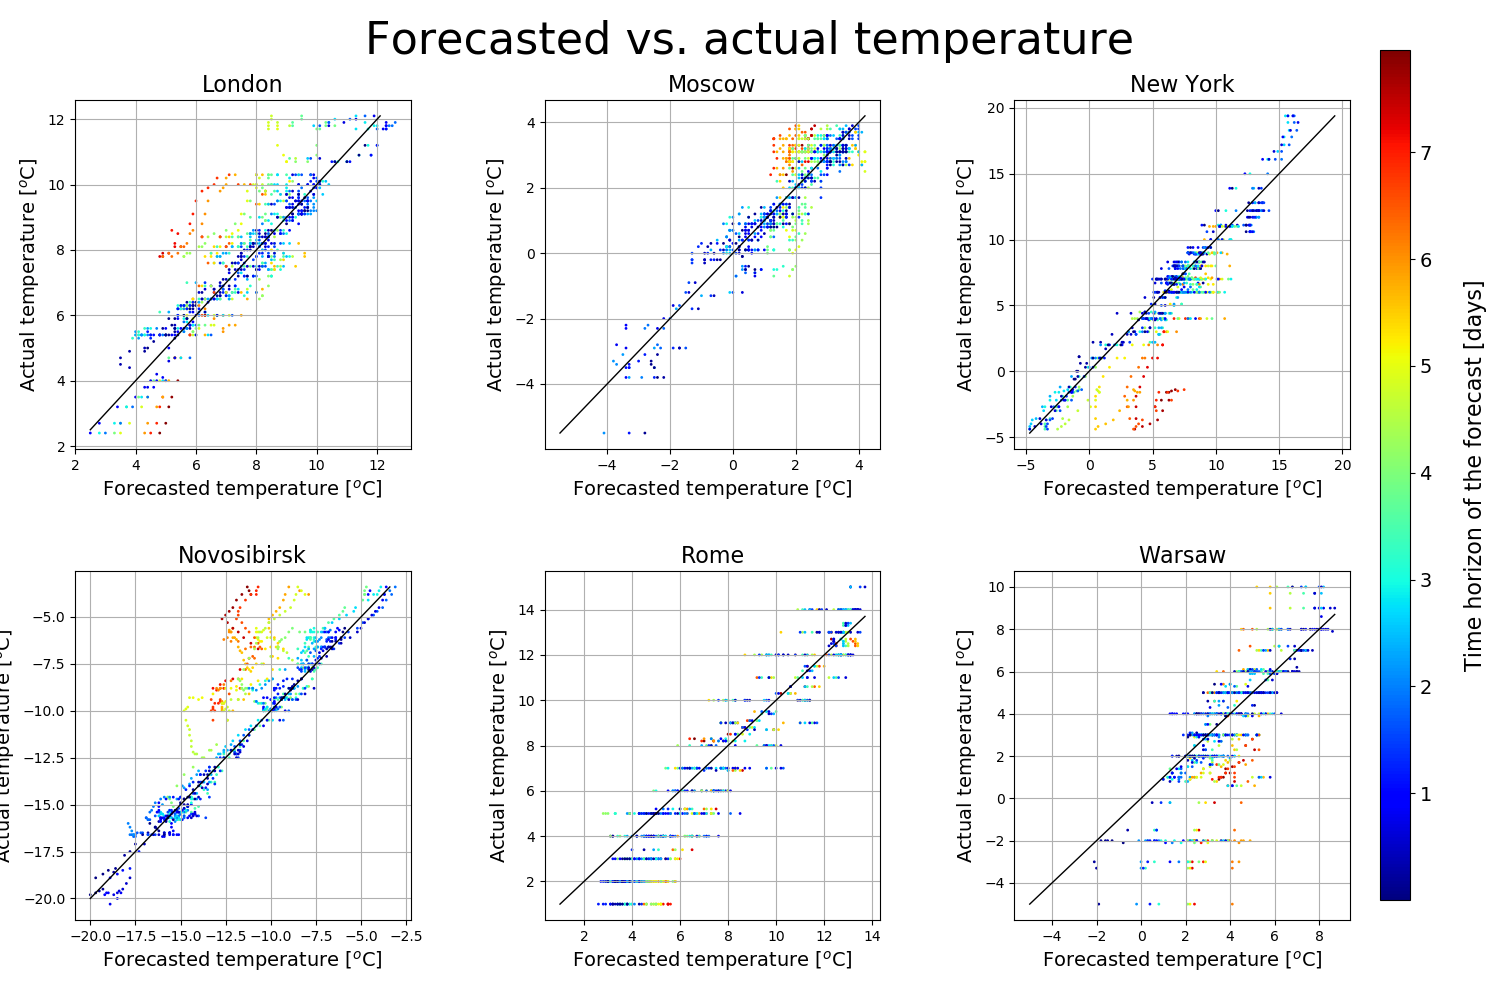 Forecasted vs. actual temperature
London
Actual temperature [°C]
12
10
8
6
4
2
2 4 6 8 10 12
Forecasted temperature [°C]
Moscow
Actual temperature [°C]
4
2
0
−2
−4
−4 −2 0 2 4
Forecasted temperature [°C]
New York
Actual temperature [°C]
20
15
10
5
0
−5
−5 0 5 10 15 20
Forecasted temperature [°C]
Novosibirsk
Actual temperature [°C]
−5.0
−7.5
−10.0
−12.5
−15.0
−17.5
−20.0
−20.0 −17.5 −15.0 −12.5 −10.0 −7.5 −5.0 −2.5
Forecasted temperature [°C]
Rome
Actual temperature [°C]
14
12
10
8
6
4
2
2 4 6 8 10 12 14
Forecasted temperature [°C]
Warsaw
Actual temperature [°C]
10
8
6
4
2
0
−2
−4
−4 −2 0 2 4 6 8
Forecasted temperature [°C]
7
6
5
4
3
2
1
Time horizon of the forecast [days]